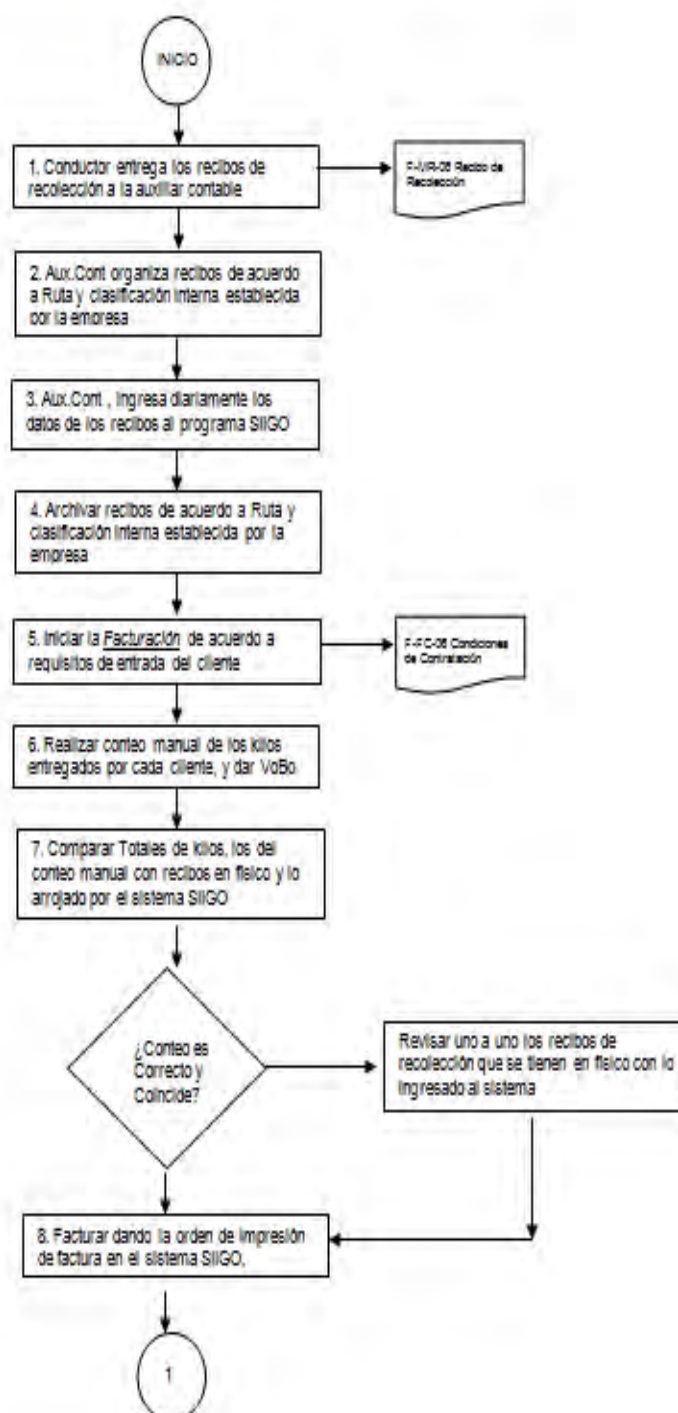 INICIO
1. Conductor entrega los recibos de
recolección a la auxiliar contable
Recolección
2. Aux.Cont organiza recibos de acuerdo
a Ruta y clasificación interna establecida
por la empresa
3. Aux.Cont , ingresa diariamente los
datos de los recibos al programa SIIGO
4. Archivar recibos de acuerdo a Ruta y
clasificación interna establecida por la
empresa
5. Iniciar la Facturación de acuerdo a
requisitos de entrada del cliente
F-FC-06 Condiciones
de Contratación
6. Realizar conteo manual de los kilos
entregados por cada cliente, y dar VoBo
7. Comparar Totales de kilos, los del
conteo manual con recibos en físico y lo
arrojado por el sistema SIIGO
¿Conteo es
Correcto y
Coincide?
Revisar uno a uno los recibos de
recolección que se tienen en físico con lo
ingresado al sistema
8. Facturar dando la orden de impresión
de factura en el sistema SIIGO,
1